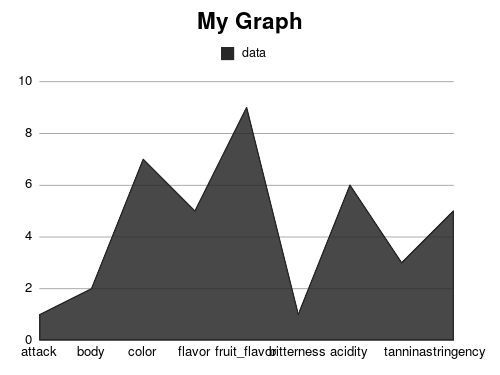 My Graph
data
10
8
6
4
2
0
attack body color flavor fruit_flavor bitterness acidity tannin astringency